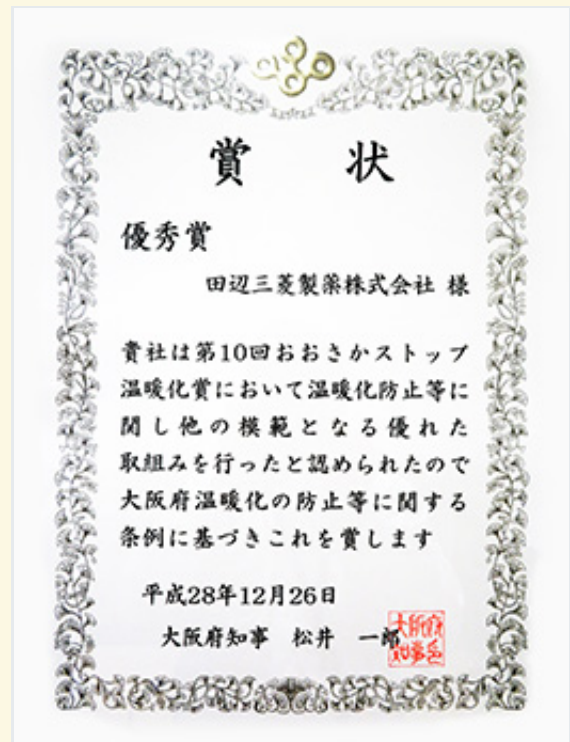 賞状
優秀賞
田辺三菱製薬株式会社 様
貴社は第10回おおさかストップ
温暖化賞において温暖化防止等に
関し他の模範となる優れた
取組みを行ったと認められたので
大阪府温暖化の防止等に関する
条例に基づきこれを賞します
平成28年12月26日
大阪府知事 松井 一郎